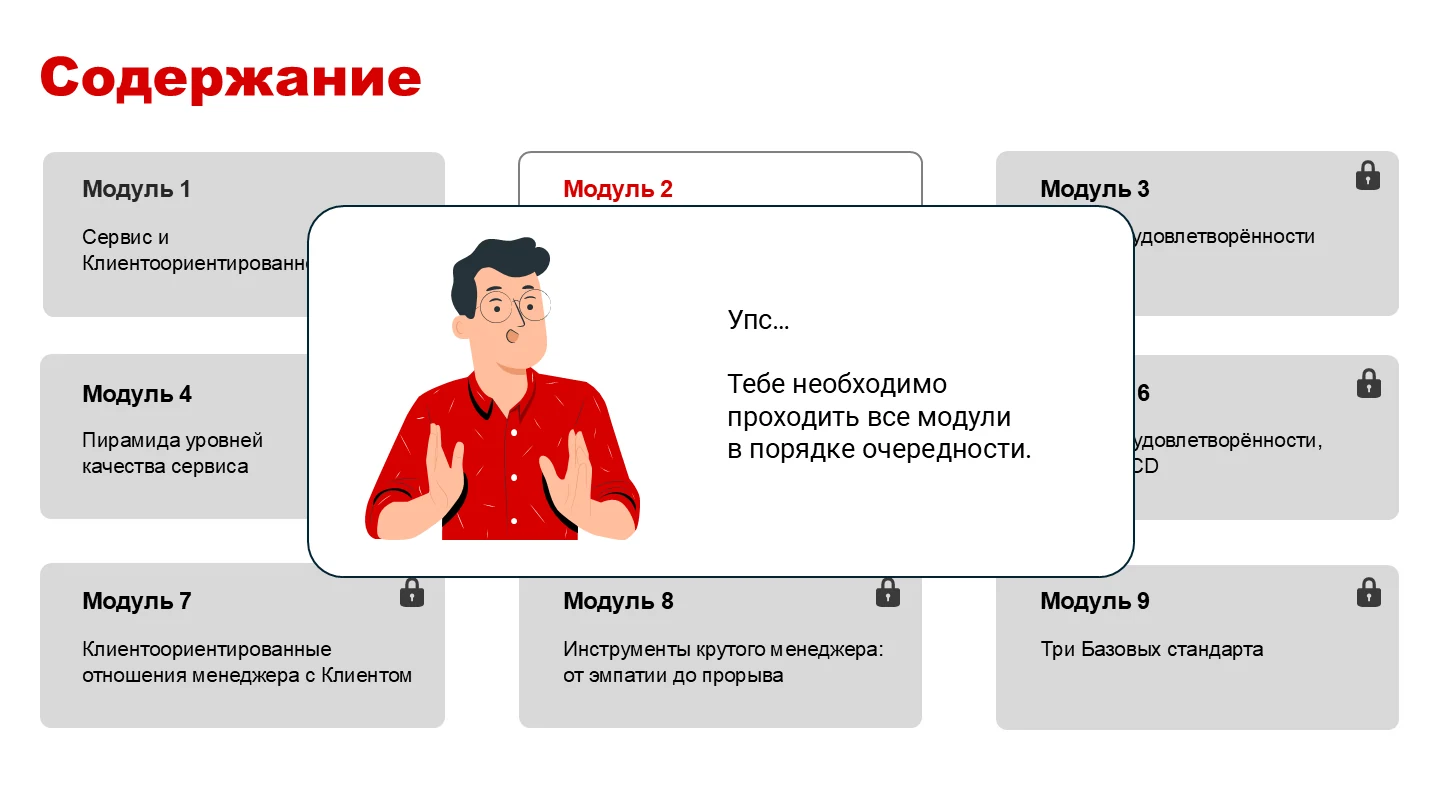 Содержание
Модуль 1
Сервис и
Модуль 2
Модуль 3
удовлетворённости
Упс...
Тебе необходимо
проходить все модули
в порядке очередности.
Модуль 4
Пирамида уровней
качества сервиса
6
удовлетворённости,
CD
Модуль 7
Клиентоориентированные
отношения менеджера с Клиентом
Модуль 8
Инструменты крутого менеджера:
от эмпатии до прорыва
Модуль 9
Три Базовых стандарта